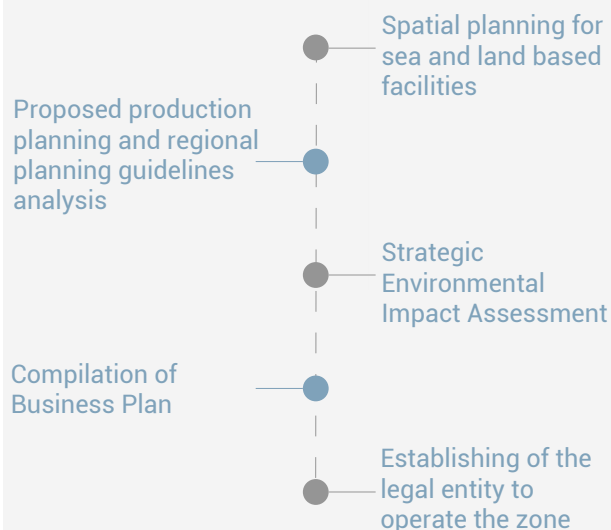 Spatial planning for
sea and land based
facilities
Proposed production
planning and regional
planning guidelines
analysis
Strategic
Environmental
Impact Assessment
Compilation of
Business Plan
Establishing of the
legal entity to
operate the zone